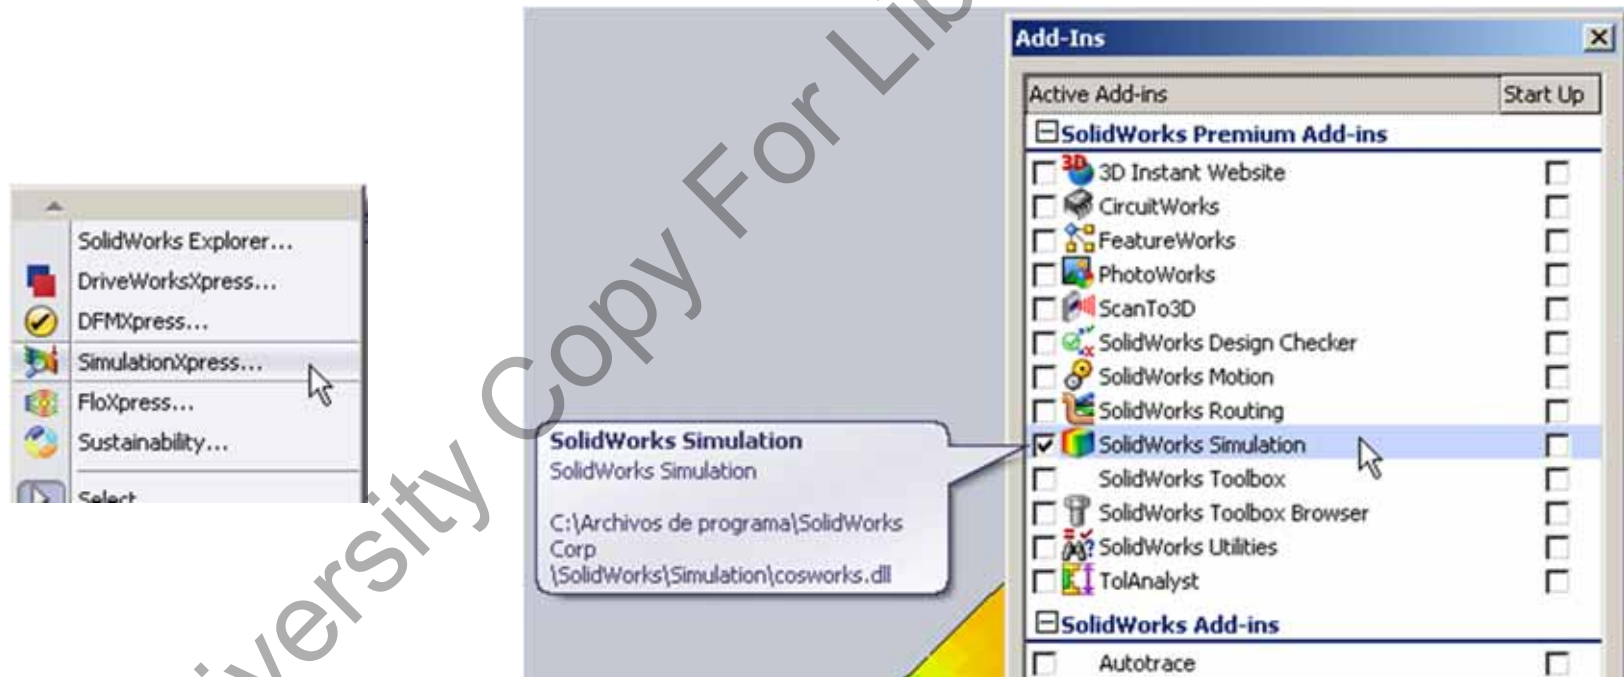 SolidWorks Explorer...
DriveWorksXpress...
DFMXpress...
SimulationXpress...
FloXpress...
Sustainability...
Select
SolidWorks Simulation
SolidWorks Simulation
C:\Archivos de programa\SolidWorks
Corp
\SolidWorks\Simulation\cosworks.dll
Add-Ins
Active Add-ins Start Up
SolidWorks Premium Add-ins
3D Instant Website
CircuitWorks
FeatureWorks
PhotoWorks
ScanTo3D
SolidWorks Design Checker
SolidWorks Motion
SolidWorks Routing
SolidWorks Simulation
SolidWorks Toolbox
SolidWorks Toolbox Browser
SolidWorks Utilities
TolAnalyst
SolidWorks Add-ins
Autotrace
Copy For